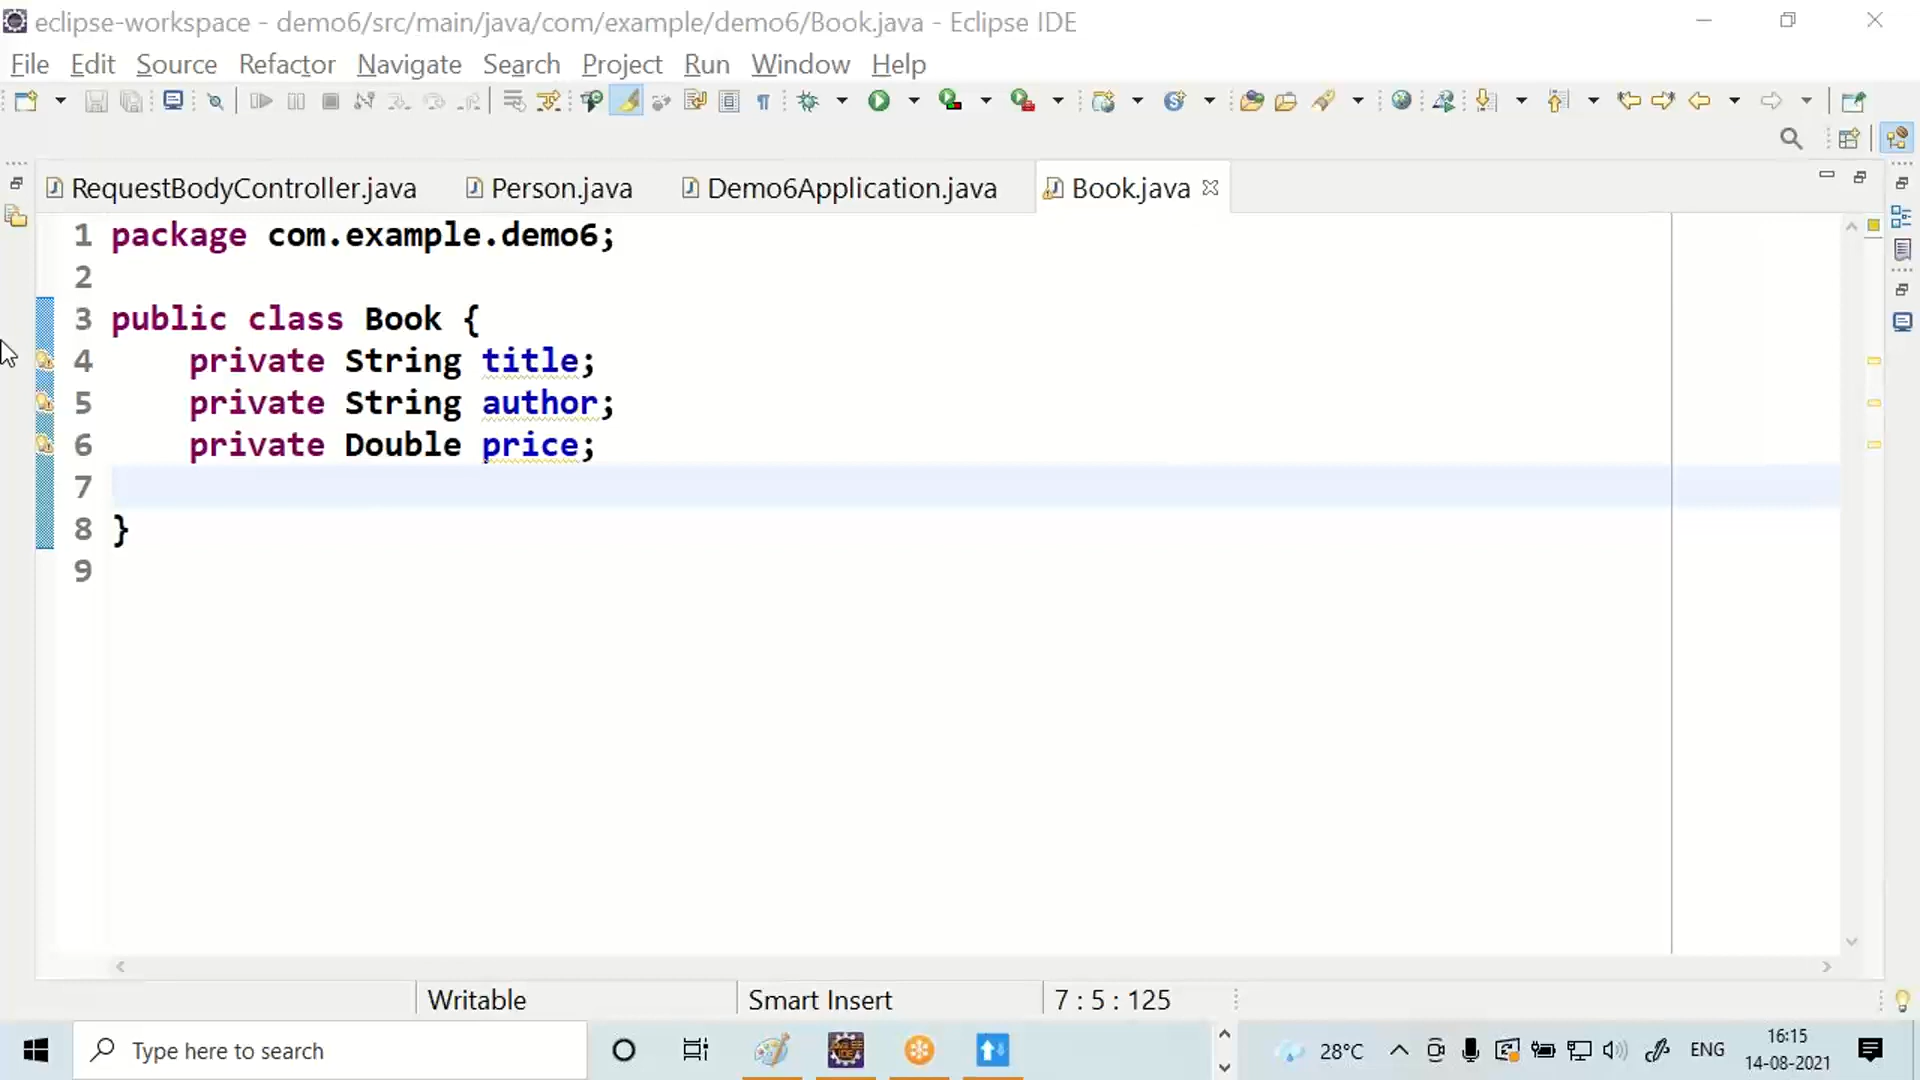 eclipse-workspace - demo6/src/main/java/com/example/demo6/Book.java - Eclipse IDE
File Edit Source Refactor Navigate Search Project Run Window Help
RequestBodyController.java Person.java Demo6Application.java Book.java
1 package com.example.demo6;
2
3 public class Book {
4 private String title;
5 private String author;
6 private Double price;
7
8 }
9
Writable Smart Insert 7 : 5 : 125
Type here to search 28°C ENG 16:15
14-08-2021